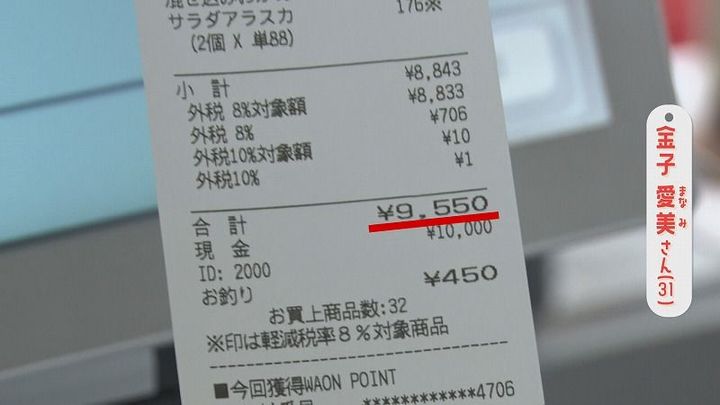 サラダアラスカ 176※
(2個 X 単88)
小 計 ¥8,843
外税 8%対象額 ¥8,833
外税 8% ¥706
外税10%対象額 ¥10
外税10% ¥1
合 計 ¥9,550
現 金 ¥10,000
ID: 2000
お釣り ¥450
お買上商品数:32
※印は軽減税率8%対象商品
■今回獲得WAON POINT
************4706
金子 愛美さん(31)
まなみ